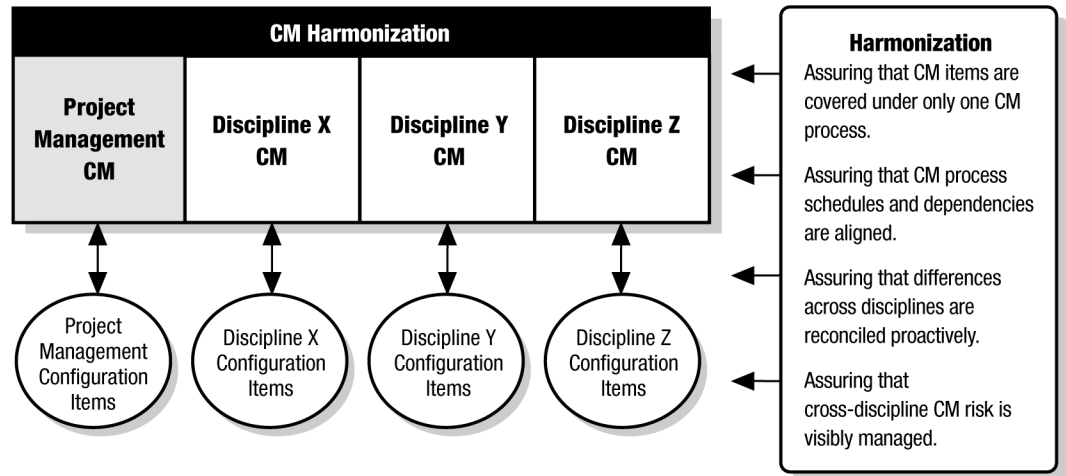 CM Harmonization
Project
Management
CM
Discipline X
CM
Discipline Y
CM
Discipline Z
CM
Project
Management
Configuration
Items
Discipline X
Configuration
Items
Discipline Y
Configuration
Items
Discipline Z
Configuration
Items
Harmonization
Assuring that CM items are
covered under only one CM
process.
Assuring that CM process
schedules and dependencies
are aligned.
Assuring that differences
across disciplines are
reconciled proactively.
Assuring that
cross-discipline CM risk is
visibly managed.